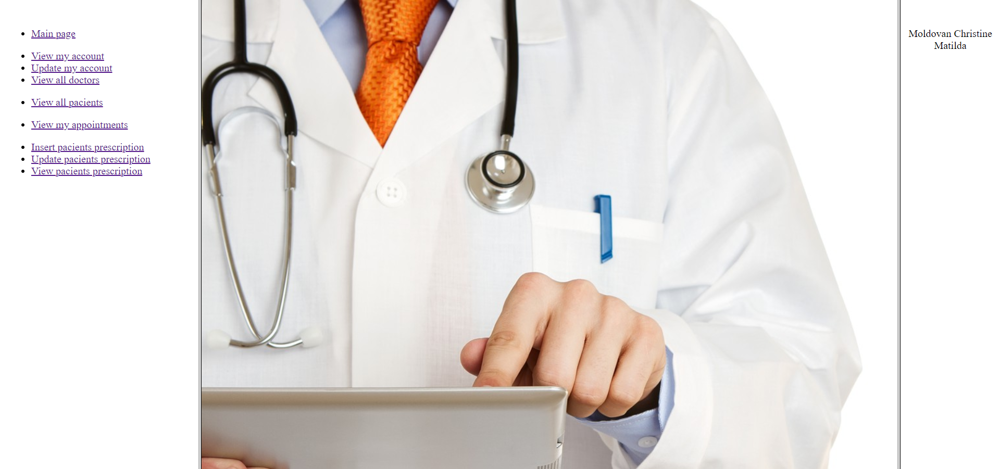 Main page
View my account
Update my account
View all doctors
View all pacients
View my appointments
Insert pacients prescription
Update pacients prescription
View pacients prescription
Moldovan Christine
Matilda